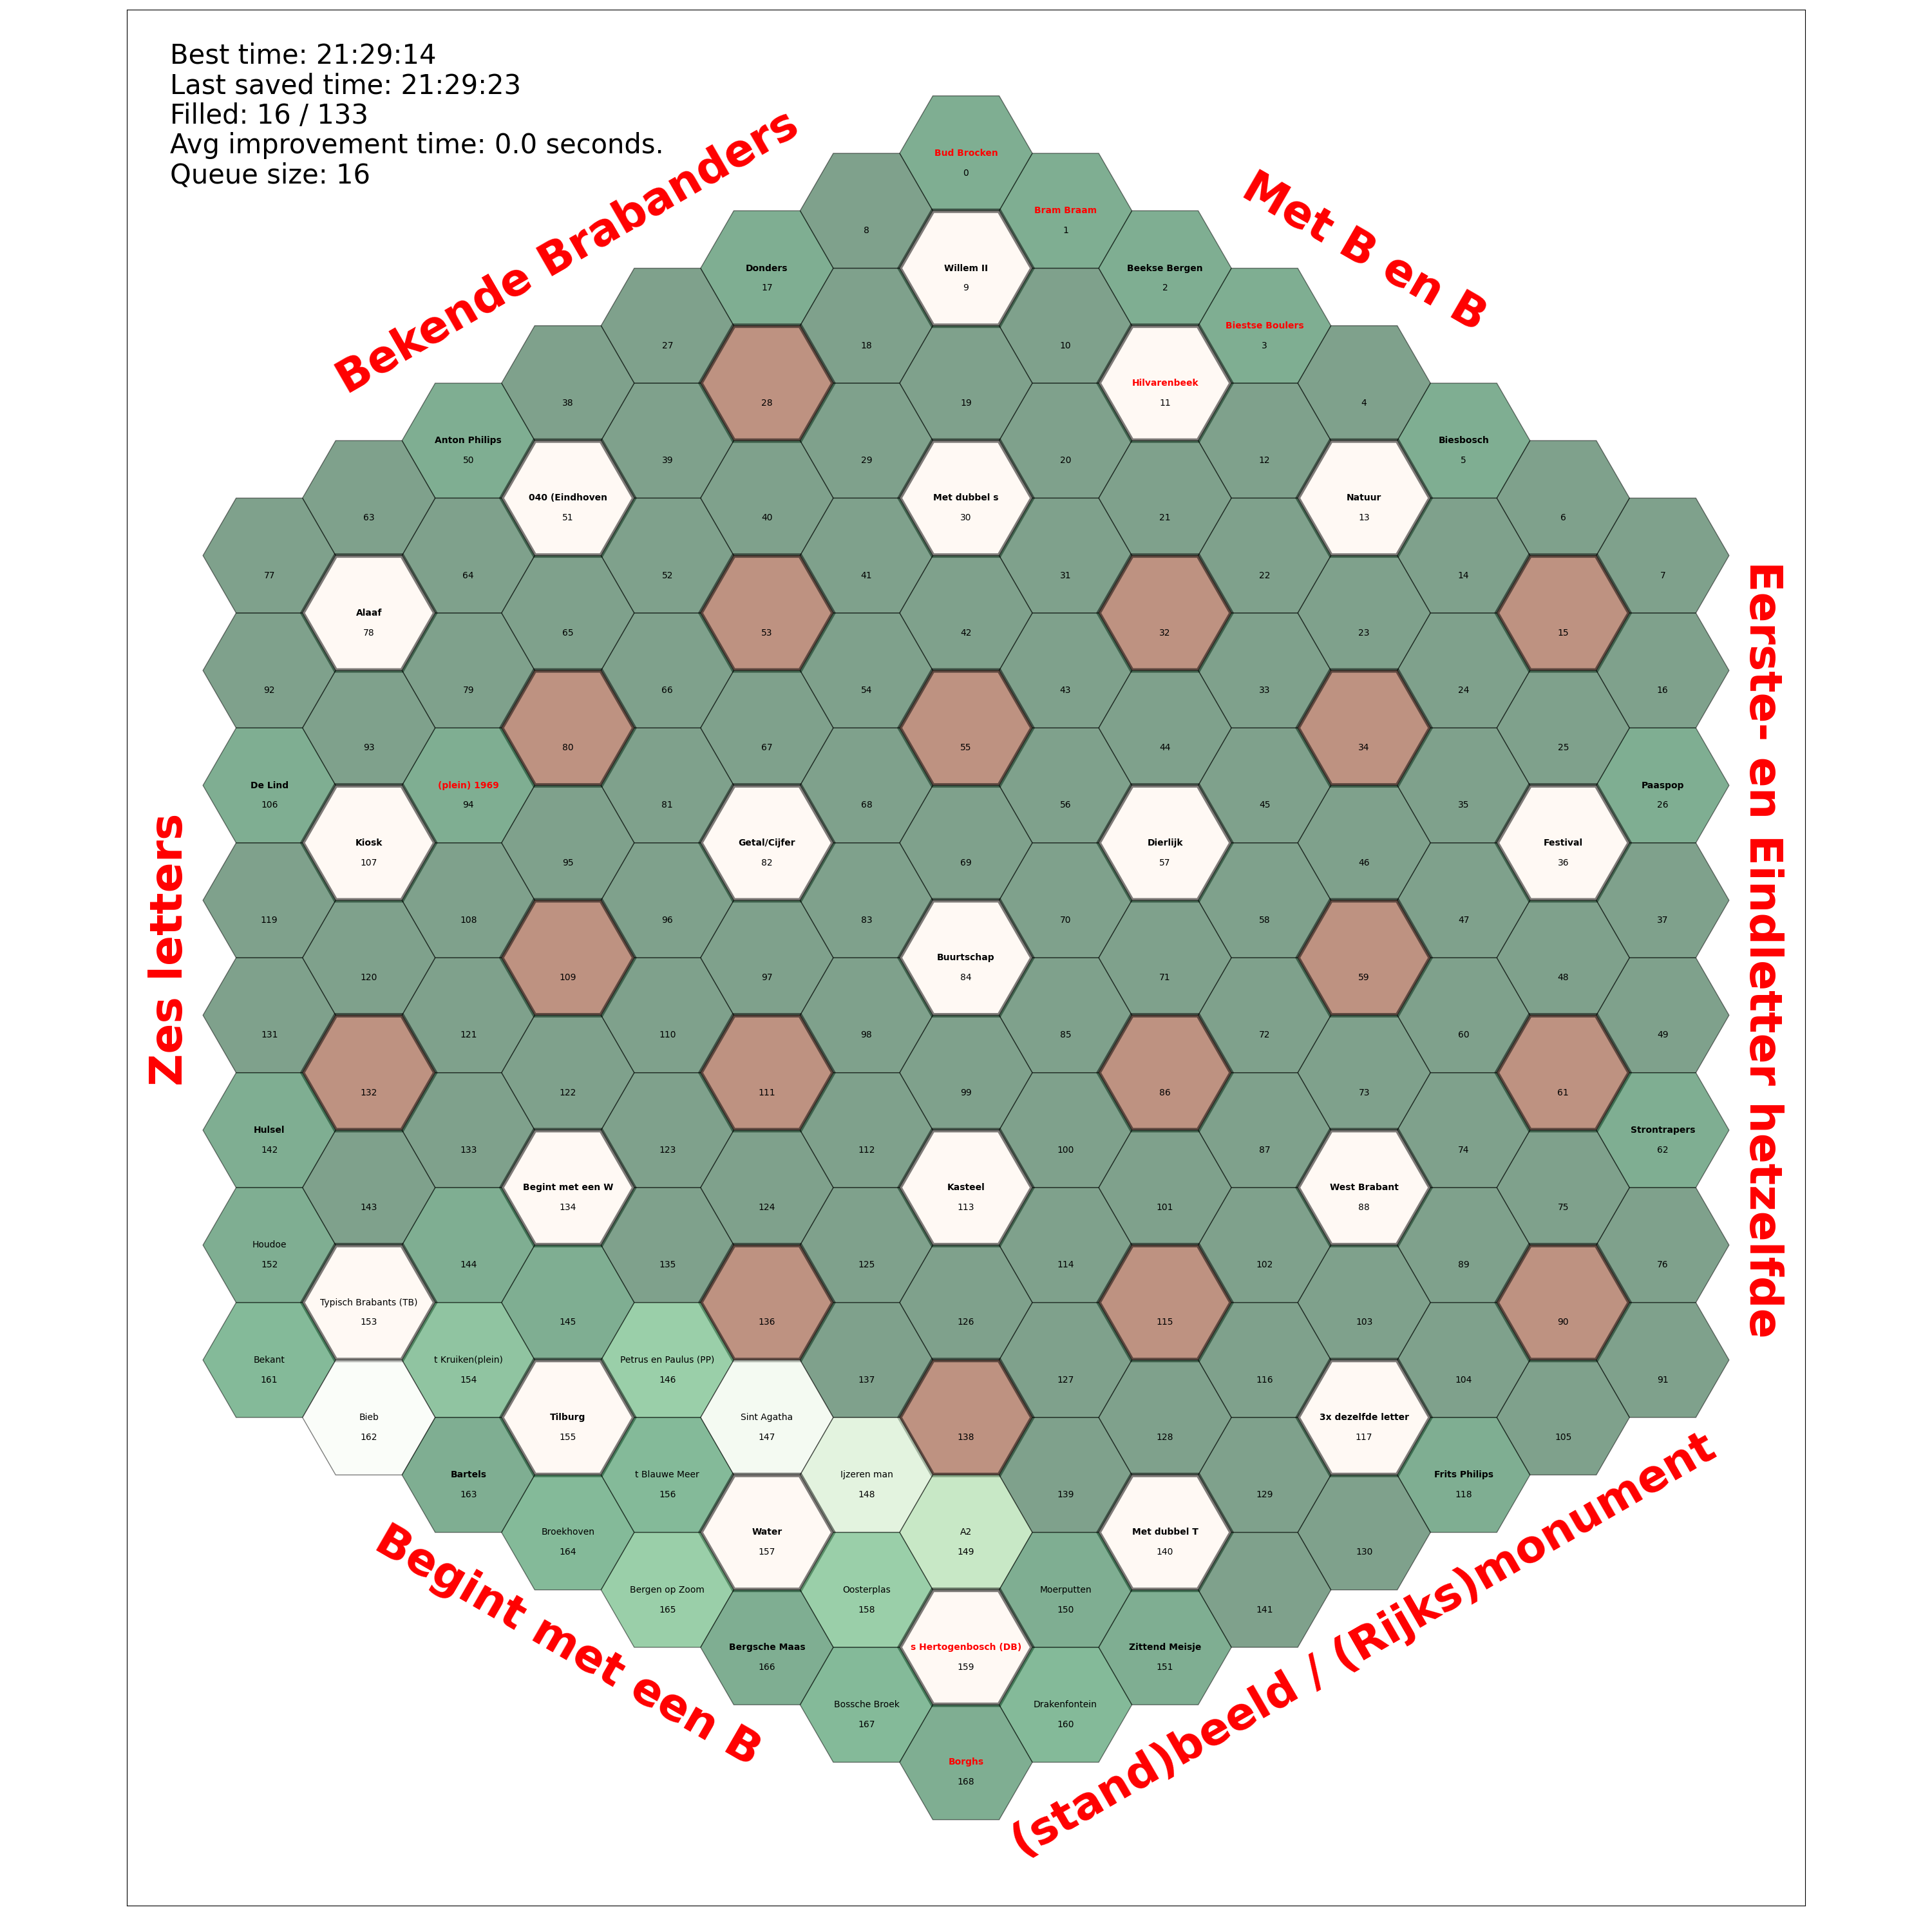 Best time: 21:29:14
Last saved time: 21:29:23
Filled: 16 / 133
Avg improvement time: 0.0 seconds.
Queue size: 16
Bekende Brabanders
Met B en B
Eerste- en Eindletter hetzelfde
(stand)beeld / (Rijks)monument
Begint met een B
Zes letters
Bud Brocken
0
Bram Braam
1
8
Donders
17
Willem II
9
Beekse Bergen
2
Biestse Boulers
3
27
18
10
Hilvarenbeek
11
38
28
19
4
Anton Philips
50
Biesbosch
5
39
29
20
12
040 (Eindhoven
51
Met dubbel s
30
Natuur
13
63
40
21
6
77
64
52
41
31
22
14
7
Alaaf
78
65
53
42
32
23
15
92
79
66
54
43
33
24
16
93
80
67
55
44
34
25
De Lind
106
(plein) 1969
94
Paaspop
26
81
68
56
45
35
Kiosk
107
Getal/Cijfer
82
Dierlijk
57
Festival
36
95
69
46
119
108
96
83
70
58
47
37
Buurtschap
84
120
109
97
71
59
48
131
121
110
98
85
72
60
49
132
122
111
99
86
73
61
Hulsel
142
Strontrapers
62
133
123
112
100
87
74
Begint met een W
134
Kasteel
113
West Brabant
88
143
124
101
75
Houdoe
152
144
135
125
114
102
89
76
Typisch Brabants (TB)
153
145
136
126
115
103
90
Bekant
161
t Kruiken(plein)
154
Petrus en Paulus (PP)
146
137
127
116
104
91
Bieb
162
Tilburg
155
Sint Agatha
147
3x dezelfde letter
117
138
128
105
Bartels
163
t Blauwe Meer
156
Ijzeren man
148
Frits Philips
118
139
129
Broekhoven
164
Water
157
A2
149
Met dubbel T
140
130
Bergen op Zoom
165
Oosterplas
158
Moerputten
150
141
Bergsche Maas
166
s Hertogenbosch (DB)
159
Zittend Meisje
151
Bossche Broek
167
Drakenfontein
160
Borghs
168